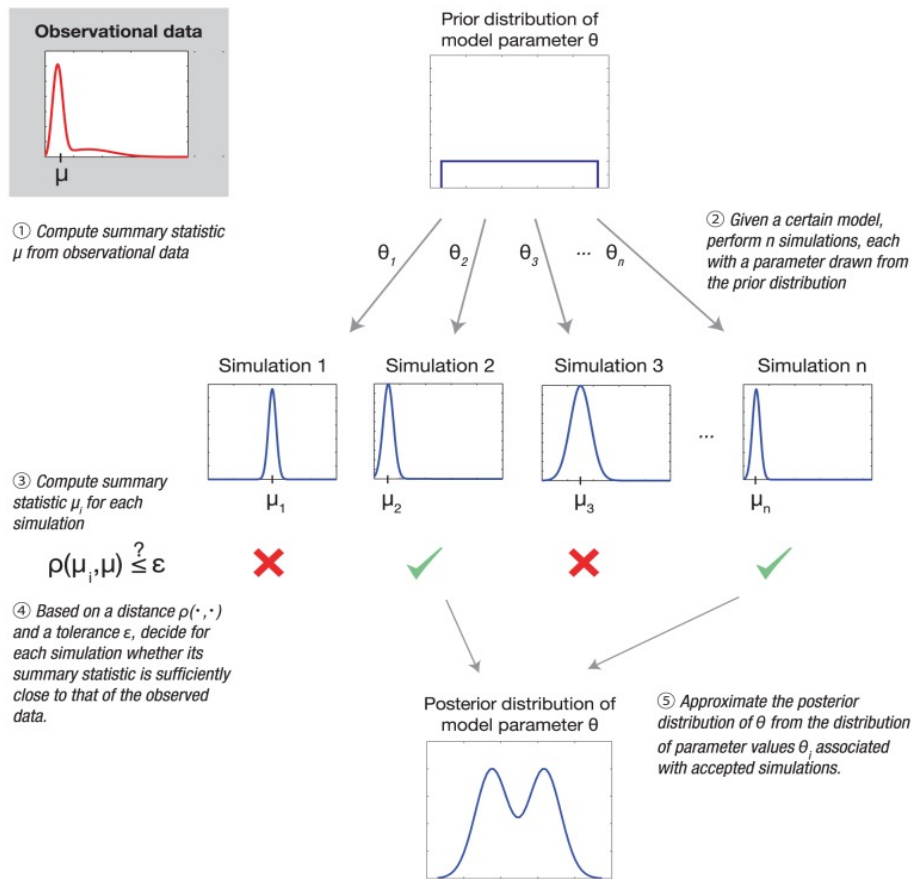 Observational data
μ
① Compute summary statistic
μ from observational data
Prior distribution of
model parameter θ
② Given a certain model,
perform n simulations, each
with a parameter drawn from
the prior distribution
θ₁ θ₂ θ₃ ... θₙ
Simulation 1 Simulation 2 Simulation 3 Simulation n
...
μ₁ μ₂ μ₃ μₙ
③ Compute summary
statistic μᵢ for each
simulation
ρ(μᵢ,μ) ≤? ε
④ Based on a distance ρ(·,·)
and a tolerance ε, decide for
each simulation whether its
summary statistic is sufficiently
close to that of the observed
data.
Posterior distribution of
model parameter θ
⑤ Approximate the posterior
distribution of θ from the distribution
of parameter values θᵢ associated
with accepted simulations.